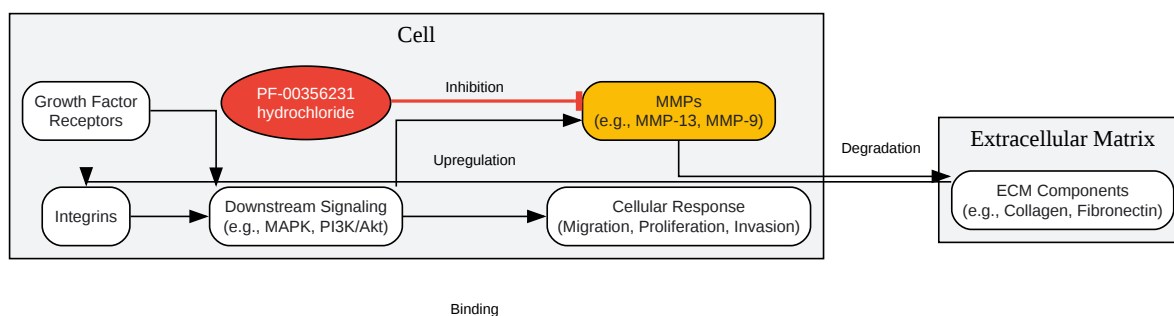 Cell
PF-00356231
hydrochloride
Inhibition
MMPs
(e.g., MMP-13, MMP-9)
Growth Factor
Receptors
Upregulation
Degradation
Extracellular Matrix
Integrins
Downstream Signaling
(e.g., MAPK, PI3K/Akt)
Cellular Response
(Migration, Proliferation, Invasion)
ECM Components
(e.g., Collagen, Fibronectin)
Binding